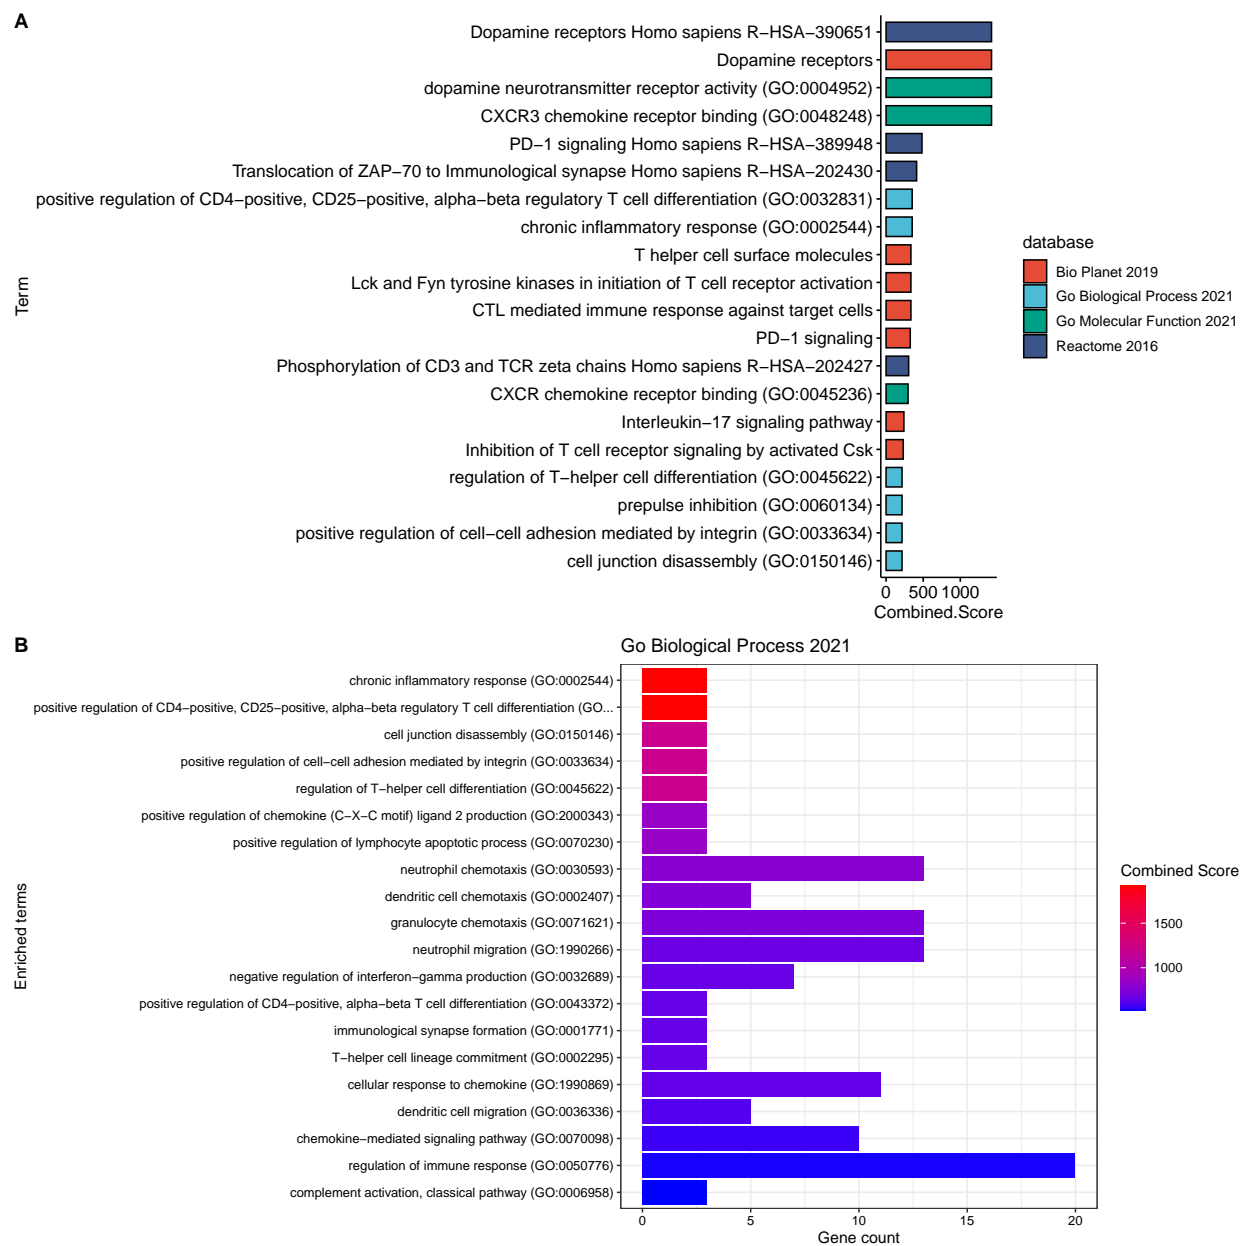 A
Dopamine receptors Homo sapiens R−HSA−390651
Dopamine receptors
dopamine neurotransmitter receptor activity (GO:0004952)
CXCR3 chemokine receptor binding (GO:0048248)
PD−1 signaling Homo sapiens R−HSA−389948
Translocation of ZAP−70 to Immunological synapse Homo sapiens R−HSA−202430
positive regulation of CD4−positive, CD25−positive, alpha−beta regulatory T cell differentiation (GO:0032831)
chronic inflammatory response (GO:0002544)
T helper cell surface molecules
Lck and Fyn tyrosine kinases in initiation of T cell receptor activation
CTL mediated immune response against target cells
PD−1 signaling
Phosphorylation of CD3 and TCR zeta chains Homo sapiens R−HSA−202427
CXCR chemokine receptor binding (GO:0045236)
Interleukin−17 signaling pathway
Inhibition of T cell receptor signaling by activated Csk
regulation of T−helper cell differentiation (GO:0045622)
prepulse inhibition (GO:0060134)
positive regulation of cell−cell adhesion mediated by integrin (GO:0033634)
cell junction disassembly (GO:0150146)
Term
0 500 1000
Combined.Score
database
Bio Planet 2019
Go Biological Process 2021
Go Molecular Function 2021
Reactome 2016
B
Go Biological Process 2021
chronic inflammatory response (GO:0002544)
positive regulation of CD4−positive, CD25−positive, alpha−beta regulatory T cell differentiation (GO...
cell junction disassembly (GO:0150146)
positive regulation of cell−cell adhesion mediated by integrin (GO:0033634)
regulation of T−helper cell differentiation (GO:0045622)
positive regulation of chemokine (C−X−C motif) ligand 2 production (GO:2000343)
positive regulation of lymphocyte apoptotic process (GO:0070230)
neutrophil chemotaxis (GO:0030593)
dendritic cell chemotaxis (GO:0002407)
granulocyte chemotaxis (GO:0071621)
neutrophil migration (GO:1990266)
negative regulation of interferon−gamma production (GO:0032689)
positive regulation of CD4−positive, alpha−beta T cell differentiation (GO:0043372)
immunological synapse formation (GO:0001771)
T−helper cell lineage commitment (GO:0002295)
cellular response to chemokine (GO:1990869)
dendritic cell migration (GO:0036336)
chemokine−mediated signaling pathway (GO:0070098)
regulation of immune response (GO:0050776)
complement activation, classical pathway (GO:0006958)
Enriched terms
0 5 10 15 20
Gene count
Combined Score
1500
1000